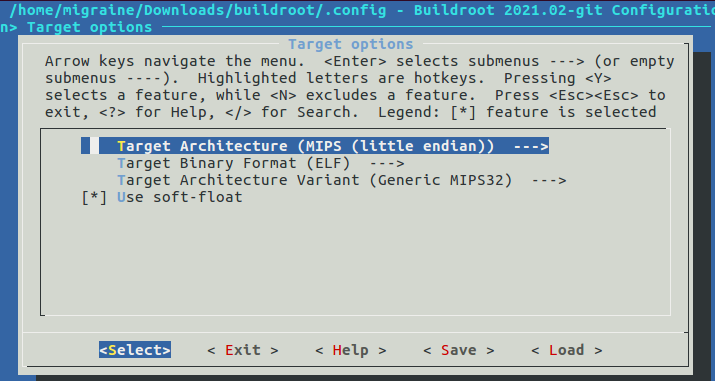 /home/migraine/Downloads/buildroot/.config - Buildroot 2021.02-git Configuratio
n> Target options
Target options
Arrow keys navigate the menu.  <Enter> selects submenus ---> (or empty
submenus ----).  Highlighted letters are hotkeys.  Pressing <Y>
selects a feature, while <N> excludes a feature.  Press <Esc><Esc> to
exit, <?> for Help, </> for Search.  Legend: [*] feature is selected
Target Architecture (MIPS (little endian))  --->
Target Binary Format (ELF)  --->
Target Architecture Variant (Generic MIPS32)  --->
[*] Use soft-float
<Select>    < Exit >    < Help >    < Save >    < Load >